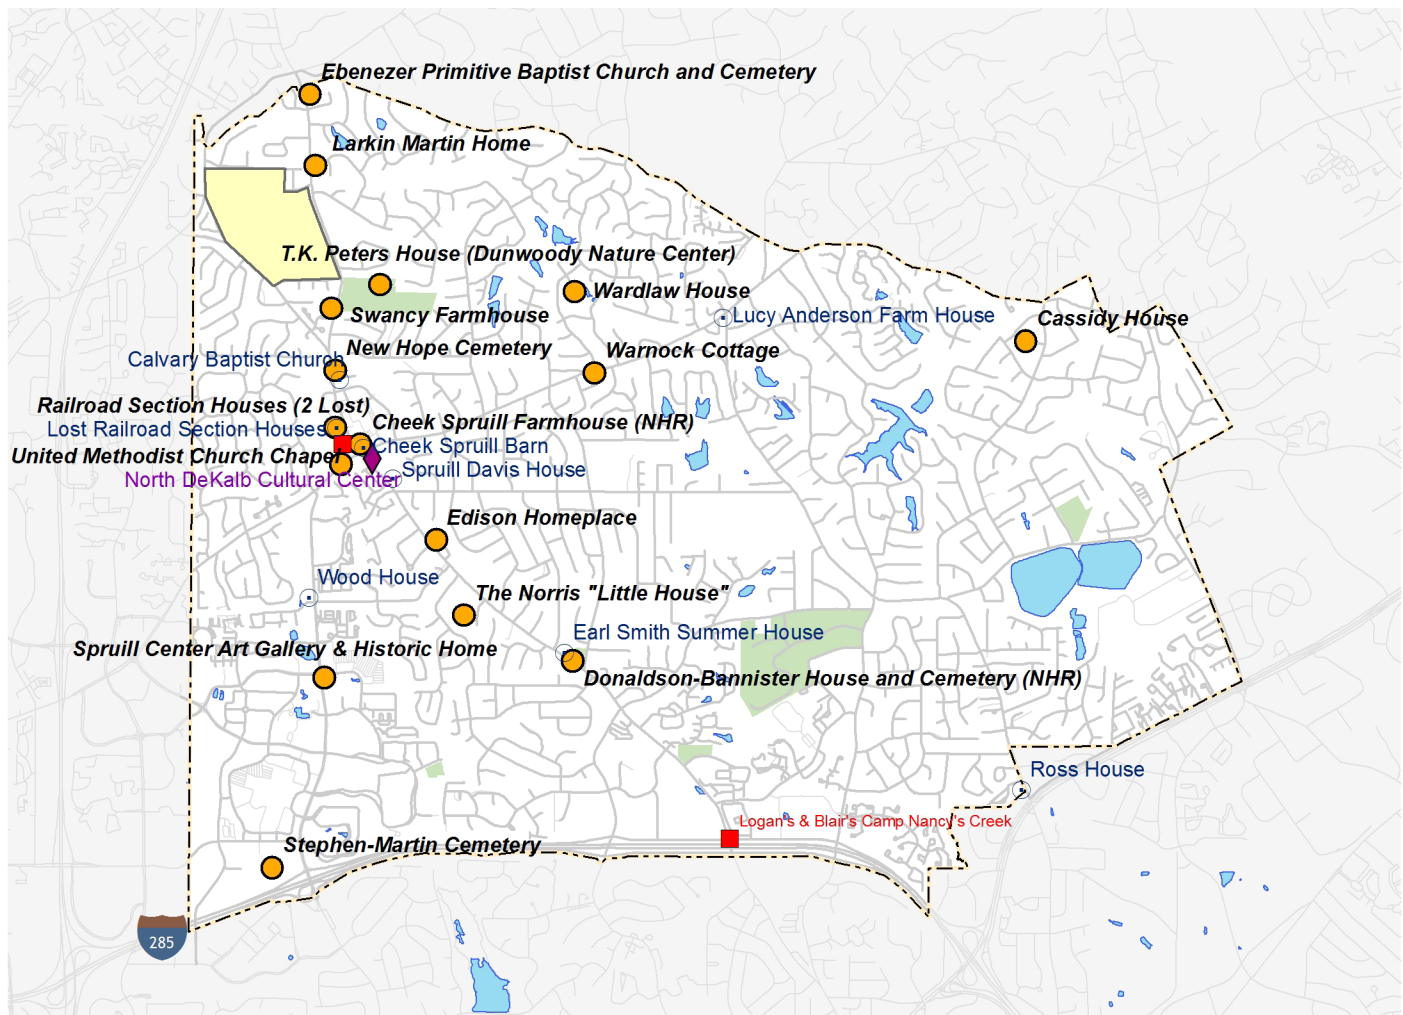 Ebenezer Primitive Baptist Church and Cemetery
Larkin Martin Home
T.K. Peters House (Dunwoody Nature Center)
Wardlaw House
Swancy Farmhouse
Lucy Anderson Farm House
Cassidy House
New Hope Cemetery
Warnock Cottage
Calvary Baptist Church
Railroad Section Houses (2 Lost)
Cheek Spruill Farmhouse (NHR)
Lost Railroad Section Houses
Cheek Spruill Barn
United Methodist Church Chapel
Spruill Davis House
North DeKalb Cultural Center
Edison Homeplace
Wood House
The Norris "Little House"
Earl Smith Summer House
Spruill Center Art Gallery & Historic Home
Donaldson-Bannister House and Cemetery (NHR)
Ross House
Logan's & Blair's Camp Nancy's Creek
Stephen-Martin Cemetery
285